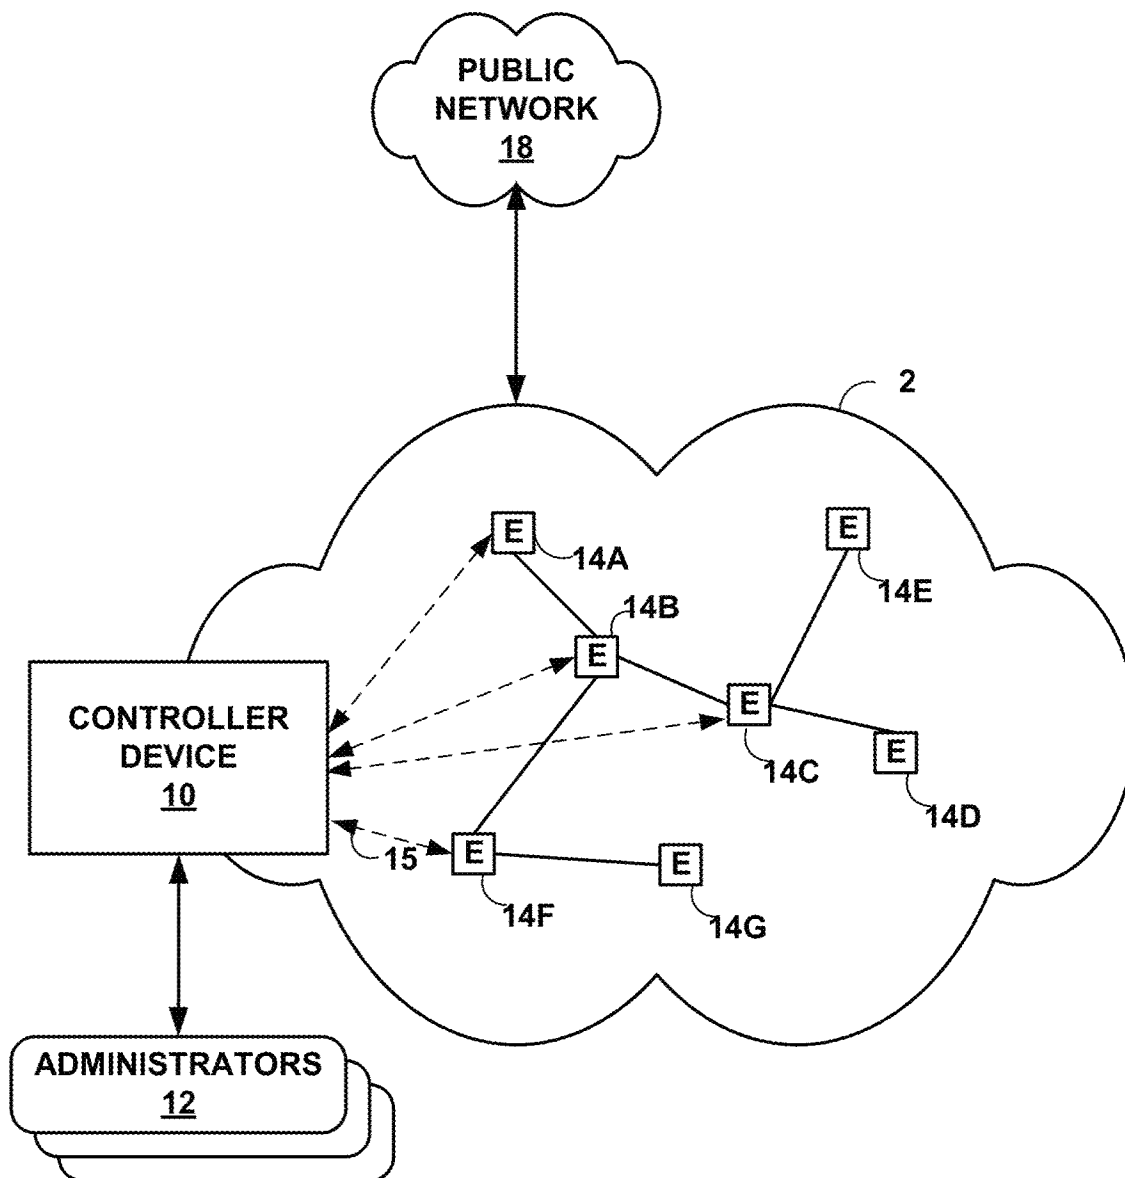 PUBLIC
NETWORK
18
2
E
14A
E
14E
14B
E
E
14C
E
14D
CONTROLLER
DEVICE
10
15
E
14F
E
14G
ADMINISTRATORS
12